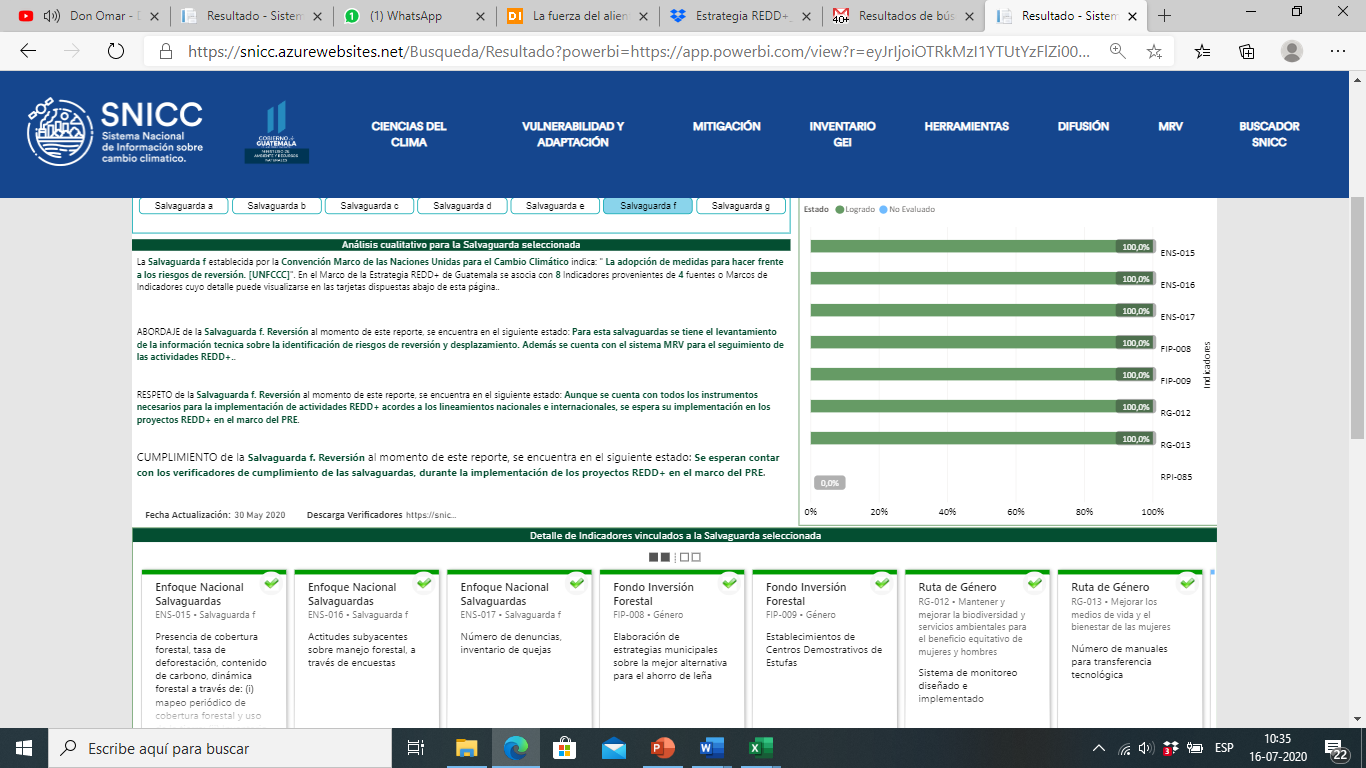 Don Omar - D
Resultado - Sistem
(1) WhatsApp
La fuerza del alien
Estrategia REDD+
40+
Resultados de bús
Resultado - Sistem
https://snicc.azurewebsites.net/Busqueda/Resultado?powerbi=https://app.powerbi.com/view?r=eyJrIjoiOTRkMzI1YTUtYzFlZi00...
SNICC
Sistema Nacional
de Información sobre
cambio climatico.
GOBIERNO de
GUATEMALA
MINISTERIO DE
AMBIENTE Y RECURSOS
NATURALES
CIENCIAS DEL
CLIMA
VULNERABILIDAD Y
ADAPTACIÓN
MITIGACIÓN
INVENTARIO
GEI
HERRAMIENTAS
DIFUSIÓN
MRV
BUSCADOR
SNICC
Salvaguarda a
Salvaguarda b
Salvaguarda c
Salvaguarda d
Salvaguarda e
Salvaguarda f
Salvaguarda g
Análisis cualitativo para la Salvaguarda seleccionada
La Salvaguarda f establecida por la Convención Marco de las Naciones Unidas para el Cambio Climático indica: " La adopción de medidas para hacer frente
a los riesgos de reversión. [UNFCCC]". En el Marco de la Estrategia REDD+ de Guatemala se asocia con 8 Indicadores provenientes de 4 fuentes o Marcos de
Indicadores cuyo detalle puede visualizarse en las tarjetas dispuestas abajo de esta página..
ABORDAJE de la Salvaguarda f. Reversión al momento de este reporte, se encuentra en el siguiente estado: Para esta salvaguardas se tiene el levantamiento
de la información tecnica sobre la identificación de riesgos de reversión y desplazamiento. Además se cuenta con el sistema MRV para el seguimiento de
las actividades REDD+..
RESPETO de la Salvaguarda f. Reversión al momento de este reporte, se encuentra en el siguiente estado: Aunque se cuenta con todos los instrumentos
necesarios para la implementación de actividades REDD+ acordes a los lineamientos nacionales e internacionales, se espera su implementación en los
proyectos REDD+ en el marco del PRE.
CUMPLIMIENTO de la Salvaguarda f. Reversión al momento de este reporte, se encuentra en el siguiente estado: Se esperan contar
con los verificadores de cumplimiento de las salvaguardas, durante la implementación de los proyectos REDD+ en el marco del PRE.
Fecha Actualización: 30 May 2020
Descarga Verificadores https://snic...
Estado Logrado No Evaluado
100,0% ENS-015
100,0% ENS-016
100,0% ENS-017
100,0% FIP-008
100,0% FIP-009
100,0% RG-012
100,0% RG-013
0,0% RPI-085
Indicadores
0% 20% 40% 60% 80% 100%
Detalle de Indicadores vinculados a la Salvaguarda seleccionada
Enfoque Nacional
Salvaguardas
ENS-015 • Salvaguarda f
Presencia de cobertura
forestal, tasa de
deforestación, contenido
de carbono, dinámica
forestal a través de: (i)
mapeo periódico de
cobertura forestal y uso
Enfoque Nacional
Salvaguardas
ENS-016 • Salvaguarda f
Actitudes subyacentes
sobre manejo forestal, a
través de encuestas
Enfoque Nacional
Salvaguardas
ENS-017 • Salvaguarda f
Número de denuncias,
inventario de quejas
Fondo Inversión
Forestal
FIP-008 • Género
Elaboración de
estrategias municipales
sobre la mejor alternativa
para el ahorro de leña
Fondo Inversión
Forestal
FIP-009 • Género
Establecimientos de
Centros Demostrativos de
Estufas
Ruta de Género
RG-012 • Mantener y
mejorar la biodiversidad y
servicios ambientales para
el beneficio equitativo de
mujeres y hombres
Sistema de monitoreo
diseñado e
implementado
Ruta de Género
RG-013 • Mejorar los
medios de vida y el
bienestar de las mujeres
Número de manuales
para transferencia
tecnológica
Escribe aquí para buscar
3
ESP
10:35
16-07-2020
22